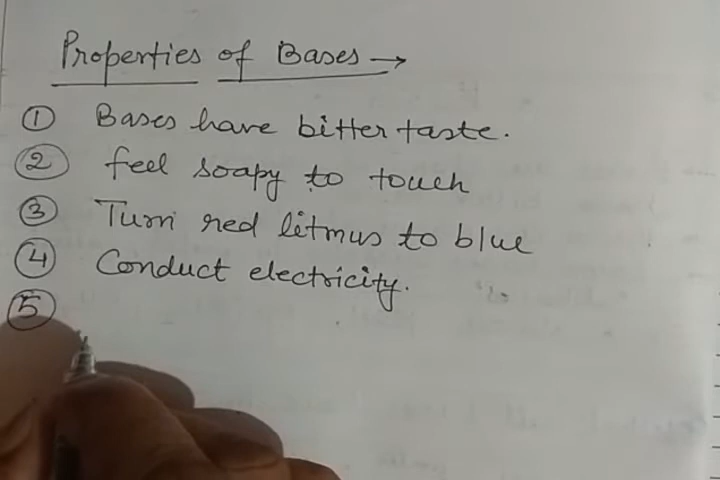 Properties of Bases →
① Bases have bitter taste.
② feel soapy to touch
③ Turn red litmus to blue
④ Conduct electricity.
⑤